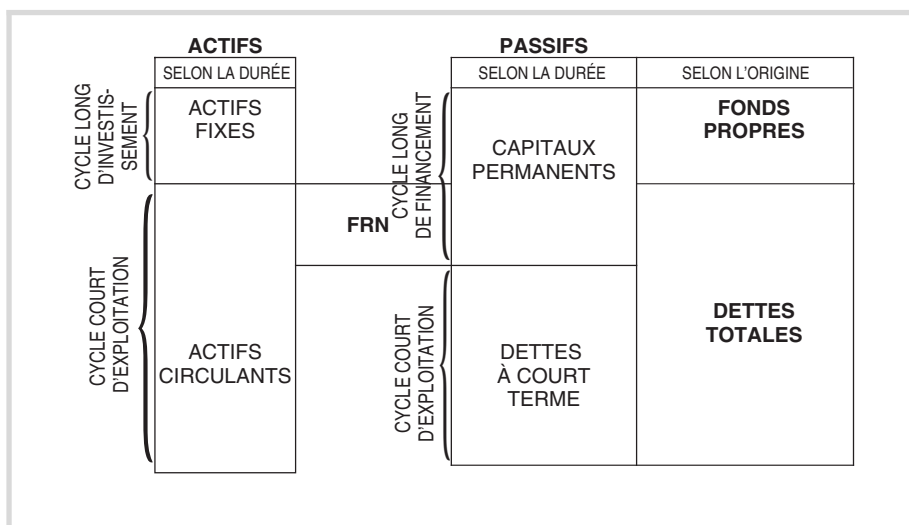 ACTIFS
PASSIFS
SELON LA DURÉE
SELON LA DURÉE
SELON L'ORIGINE
CYCLE LONG
D'INVESTIS-
SEMENT
ACTIFS
FIXES
CYCLE LONG
DE FINANCEMENT
CAPITAUX
PERMANENTS
FONDS
PROPRES
FRN
CYCLE COURT
D'EXPLOITATION
ACTIFS
CIRCULANTS
CYCLE COURT
D'EXPLOITATION
DETTES
À COURT
TERME
DETTES
TOTALES